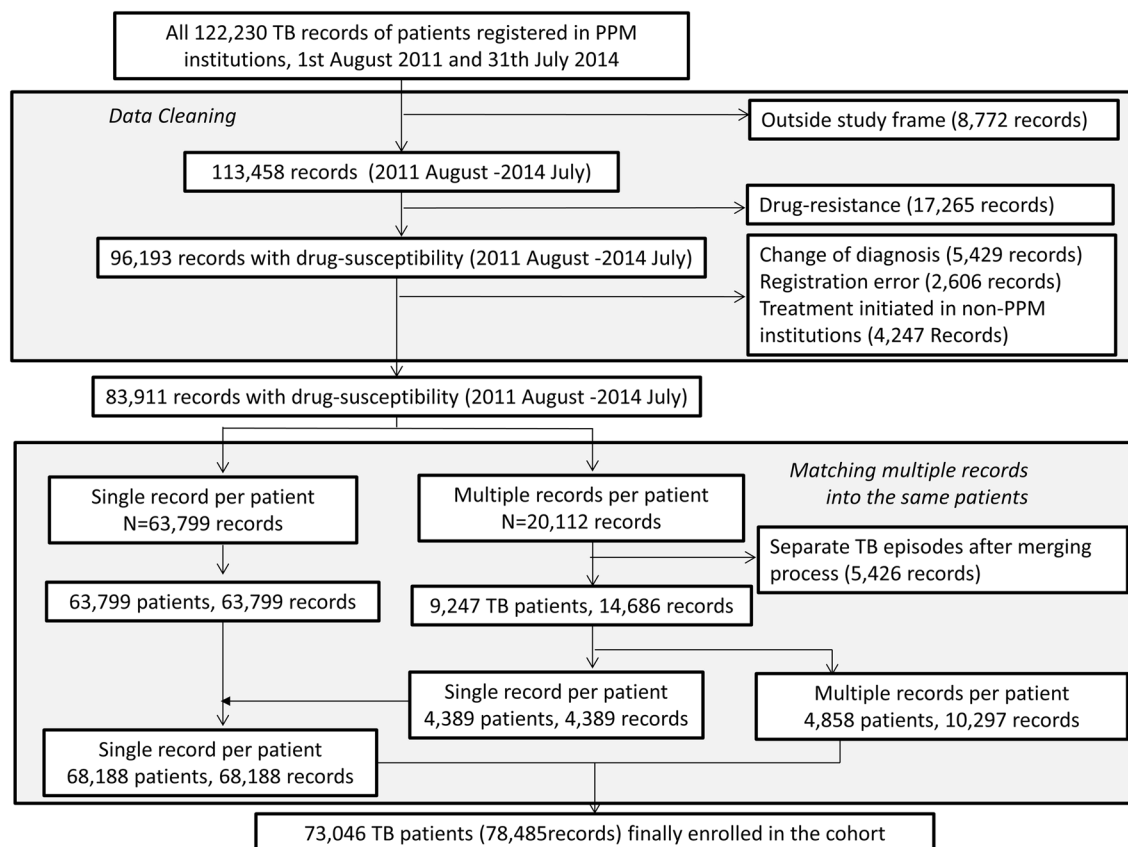 All 122,230 TB records of patients registered in PPM
institutions, 1st August 2011 and 31th July 2014
Data Cleaning
Outside study frame (8,772 records)
113,458 records (2011 August -2014 July)
Drug-resistance (17,265 records)
96,193 records with drug-susceptibility (2011 August -2014 July)
Change of diagnosis (5,429 records)
Registration error (2,606 records)
Treatment initiated in non-PPM
institutions (4,247 Records)
83,911 records with drug-susceptibility (2011 August -2014 July)
Matching multiple records
into the same patients
Single record per patient
N=63,799 records
Multiple records per patient
N=20,112 records
Separate TB episodes after merging
process (5,426 records)
63,799 patients, 63,799 records
9,247 TB patients, 14,686 records
Single record per patient
4,389 patients, 4,389 records
Multiple records per patient
4,858 patients, 10,297 records
Single record per patient
68,188 patients, 68,188 records
73,046 TB patients (78,485records) finally enrolled in the cohort